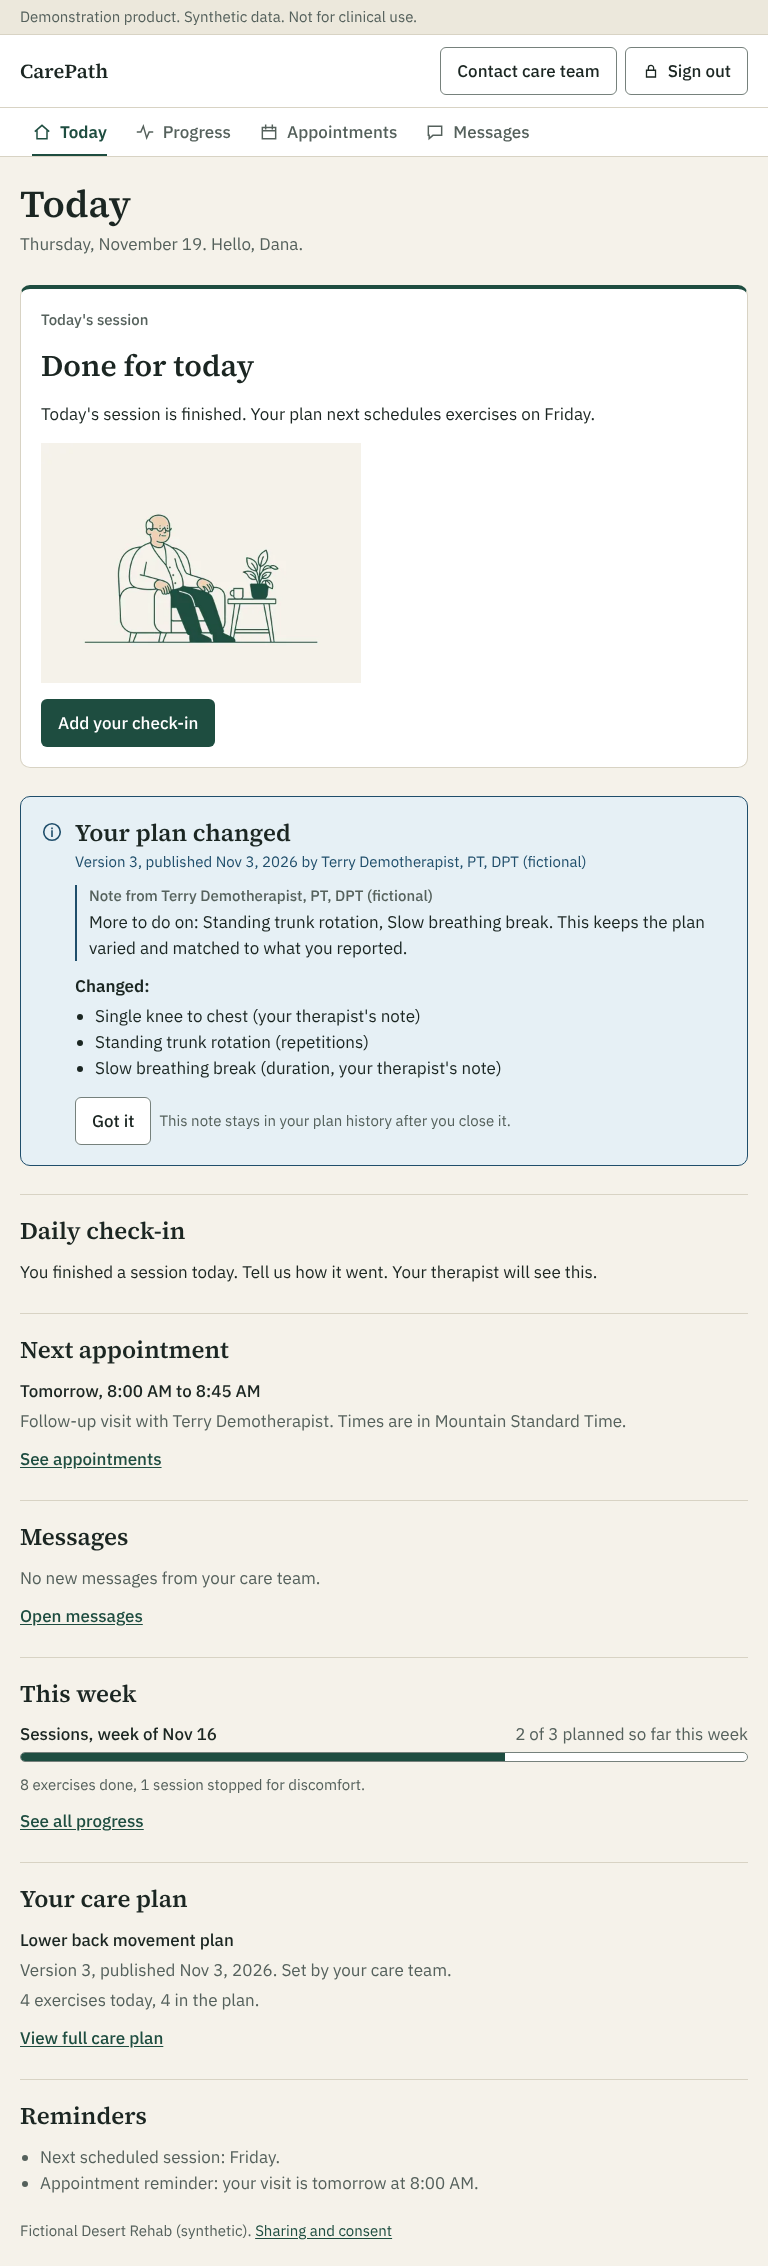 Demonstration product. Synthetic data. Not for clinical use.
CarePath
Contact care team
Sign out
Today
Progress
Appointments
Messages
Today
Thursday, November 19. Hello, Dana.
Today's session
Done for today
Today's session is finished. Your plan next schedules exercises on Friday.
Add your check-in
Your plan changed
Version 3, published Nov 3, 2026 by Terry Demotherapist, PT, DPT (fictional)
Note from Terry Demotherapist, PT, DPT (fictional)
More to do on: Standing trunk rotation, Slow breathing break. This keeps the plan
varied and matched to what you reported.
Changed:
Single knee to chest (your therapist's note)
Standing trunk rotation (repetitions)
Slow breathing break (duration, your therapist's note)
Got it
This note stays in your plan history after you close it.
Daily check-in
You finished a session today. Tell us how it went. Your therapist will see this.
Next appointment
Tomorrow, 8:00 AM to 8:45 AM
Follow-up visit with Terry Demotherapist. Times are in Mountain Standard Time.
See appointments
Messages
No new messages from your care team.
Open messages
This week
Sessions, week of Nov 16
2 of 3 planned so far this week
8 exercises done, 1 session stopped for discomfort.
See all progress
Your care plan
Lower back movement plan
Version 3, published Nov 3, 2026. Set by your care team.
4 exercises today, 4 in the plan.
View full care plan
Reminders
Next scheduled session: Friday.
Appointment reminder: your visit is tomorrow at 8:00 AM.
Fictional Desert Rehab (synthetic). Sharing and consent